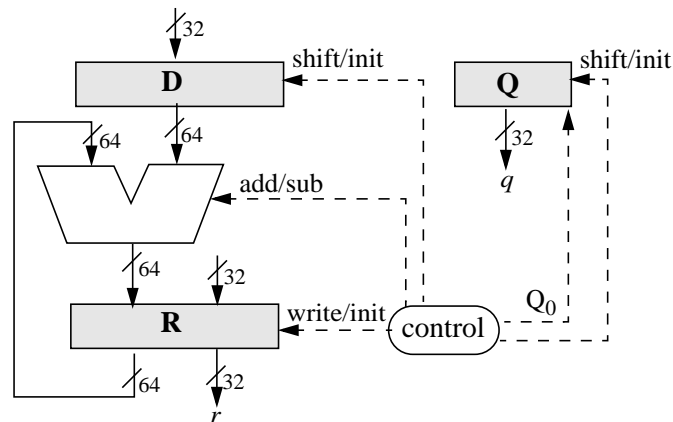 32
shift/init
shift/init
D
Q
64
64
32
q
add/sub
64
32
Q0
R
write/init
control
64
32
r